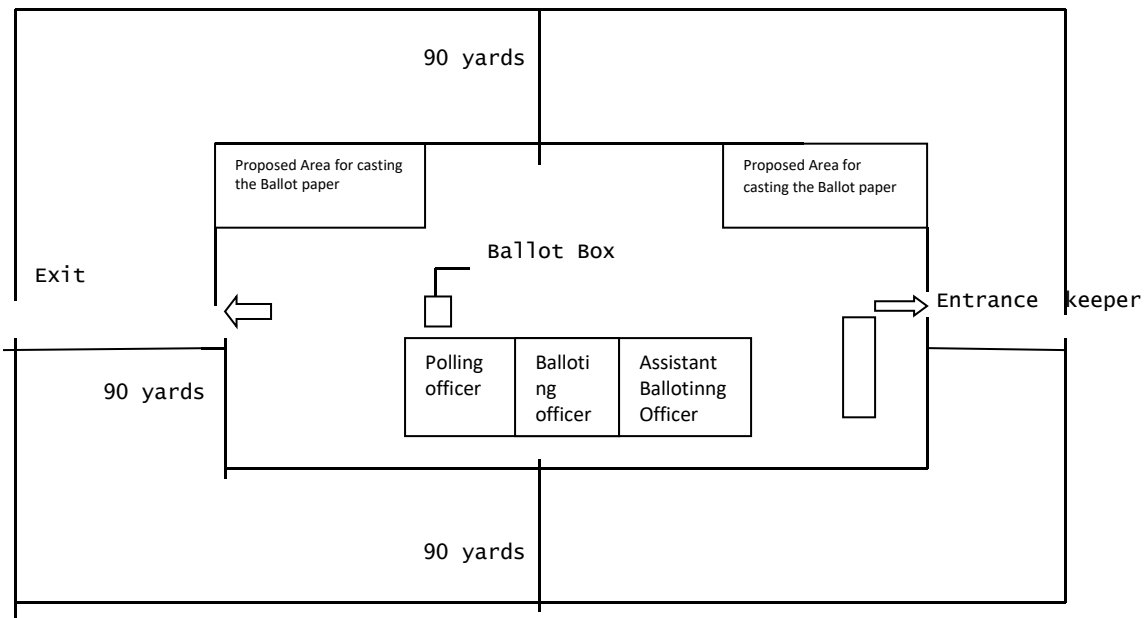 90 yards
Proposed Area for casting
the Ballot paper
Proposed Area for
casting the Ballot paper
Ballot Box
Exit
Entrance keeper
Polling
officer
Balloti
ng
officer
Assistant
Ballotinng
Officer
90 yards
90 yards